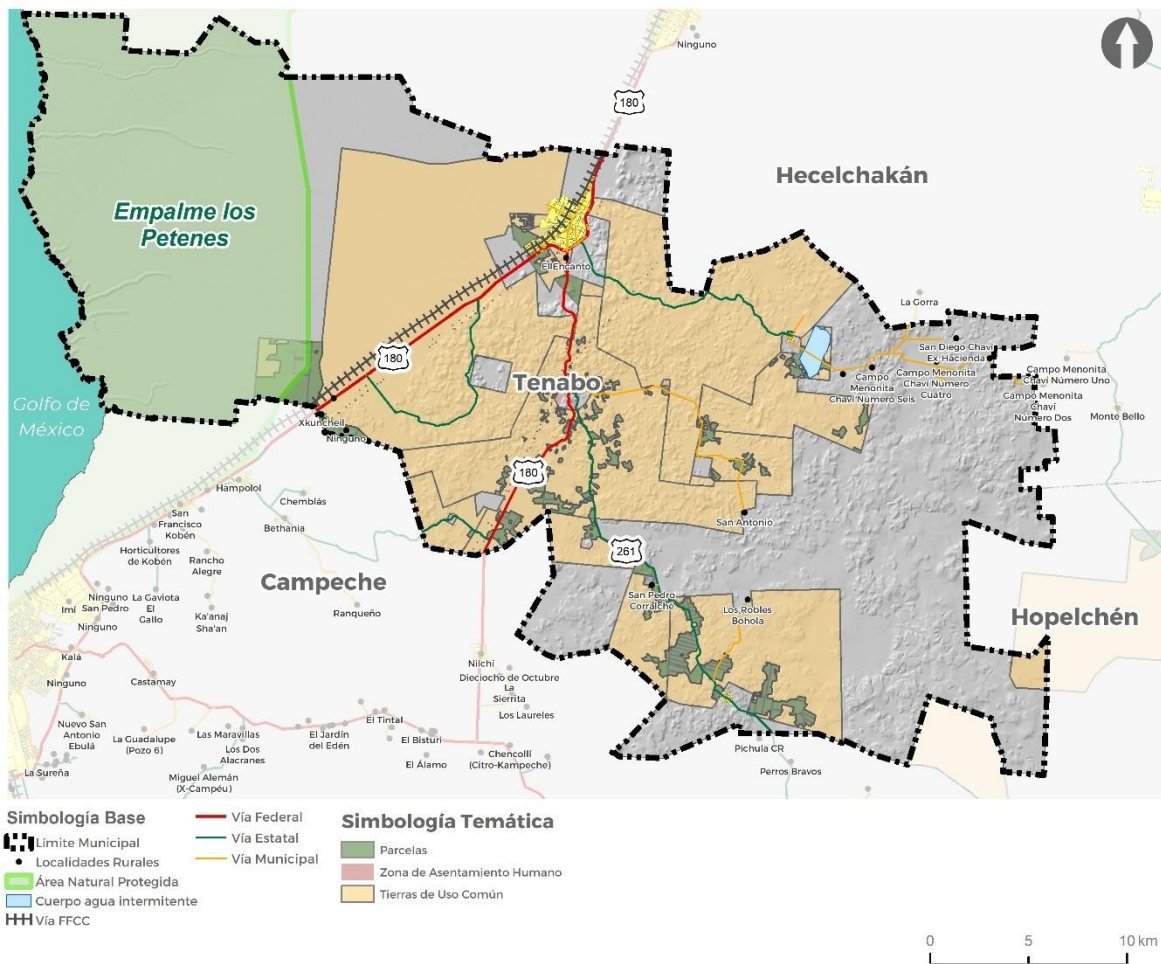 Ninguno
180
Hecelchakán
Empalme los
Petenes
El Encanto
La Gorra
San Diego Chavi
Ex Hacienda
180
Tenabo
Campo
Menonita
Chavi Número Seis
Campo Menonita
Chavi Número
Cuatro
Campo Menonita
Chavi Número Uno
Campo Menonita
Chavi
Número Dos
Monte Bello
Golfo de
México
Xkuncheil
Ninguno
180
Hampolol
Chemblás
San
Francisco
Kobén
Bethania
San Antonio
Horticultores
de Kobén
Rancho
Alegre
261
Campeche
Ninguno
San Pedro
Imí
Ninguno
La Gaviota
El
Gallo
Ka'anaj
Sha'an
Ranqueño
San Pedro
Corralché
Los Robles
Bohola
Hopelchén
Kalá
Ninguno
Castamay
Nilchí
Dieciocho de Octubre
La
Sierrita
Los Laureles
Nuevo San
Antonio
Ebulá
La Guadalupe
(Pozo 6)
Las Maravillas
Los Dos
Alacranes
El Jardín
del Edén
El Tintal
El Bisturí
El Álamo
Chencollí
(Citro-Kampeche)
Pichula CR
Perros Bravos
La Sureña
Miguel Alemán
(X-Campéu)
Simbología Base
Límite Municipal
Localidades Rurales
Área Natural Protegida
Cuerpo agua intermitente
Vía FFCC
Vía Federal
Vía Estatal
Vía Municipal
Simbología Temática
Parcelas
Zona de Asentamiento Humano
Tierras de Uso Común
0 5 10 km